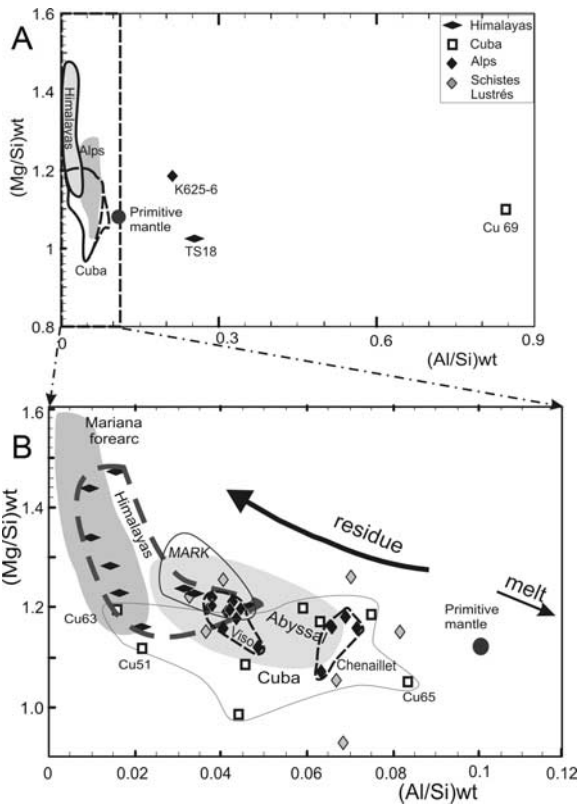 A
Himalayas
Cuba
Alps
Schistes
Lustrés
(Mg/Si)wt
1.6
1.4
1.2
1
0.8
Himalayas
Alps
Cuba
K625-6
Primitive
mantle
TS18
Cu 69
0
0.3
0.6
0.9
(Al/Si)wt
B
(Mg/Si)wt
1.6
1.4
1.2
1.0
Mariana
forearc
Himalayas
MARK
residue
melt
Primitive
mantle
Cu63
Cu51
Viso
Abyssal
Cuba
Chenaillet
Cu65
0
0.02
0.04
0.06
0.08
0.1
0.12
(Al/Si)wt